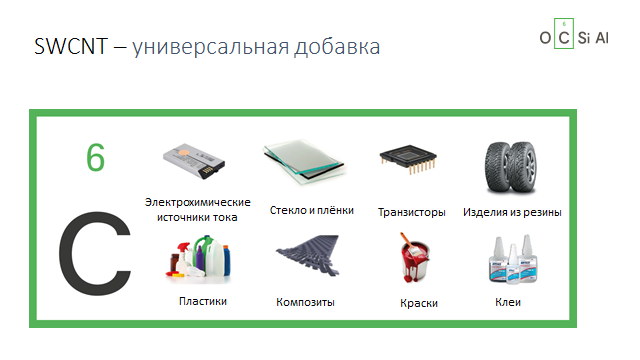 SWCNT – универсальная добавка
6
O C Si Al
6
C
Электрохимические
источники тока
Стекло и плёнки
Транзисторы
Изделия из резины
Пластики
Композиты
Краски
Клеи